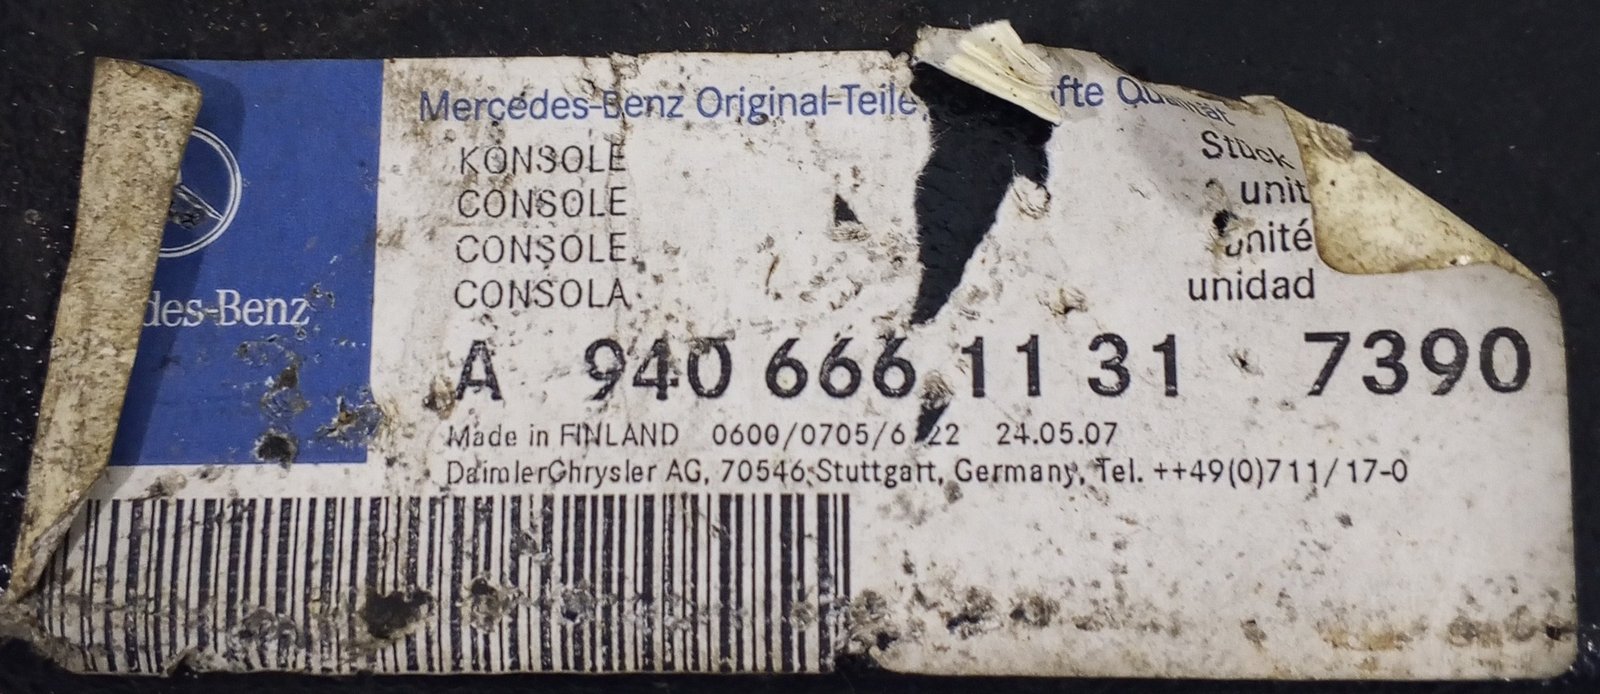 des-Benz
Mercedes-Benz Original-Teile, Qualität
KONSOLE
CONSOLE
CONSOLE
CONSOLA
Stück
unit
unité
unidad
A 940 666 11 31 7390
Made in FINLAND 0600/0705/6 22 24.05.07
DaimlerChrysler AG, 70546 Stuttgart, Germany, Tel. ++49(0)711/17-0